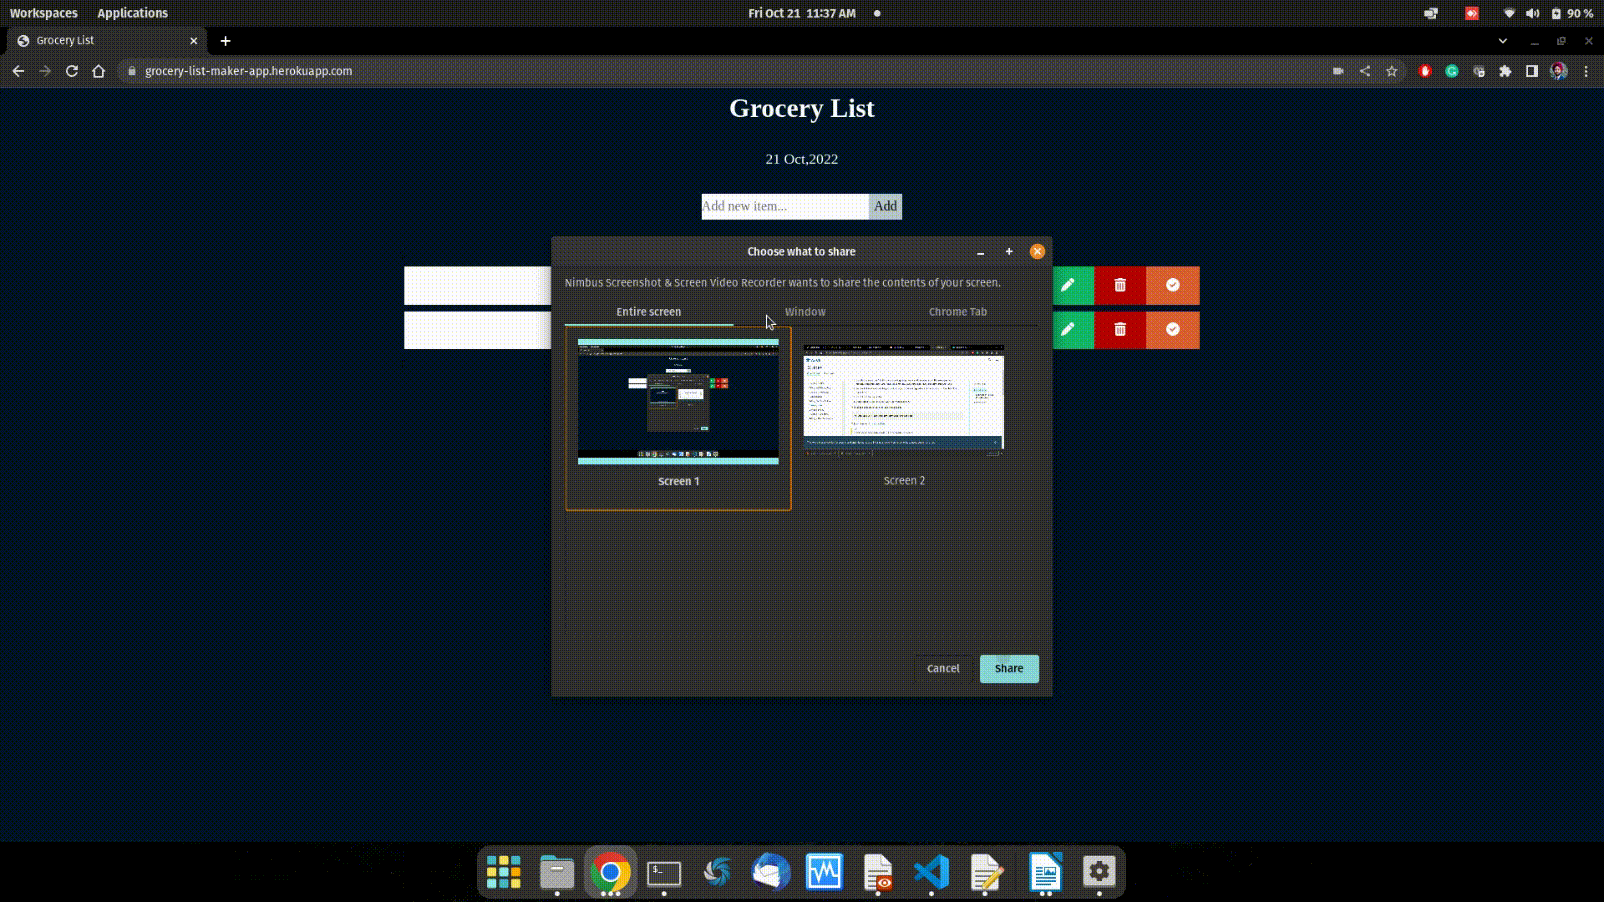 Workspaces Applications Fri Oct 21 11:37 AM 90 %
Grocery List
grocery-list-maker-app.herokuapp.com
Grocery List
21 Oct,2022
Add new item... Add
Choose what to share
Nimbus Screenshot & Screen Video Recorder wants to share the contents of your screen.
Entire screen Window Chrome Tab
Screen 1 Screen 2
Cancel Share
$_